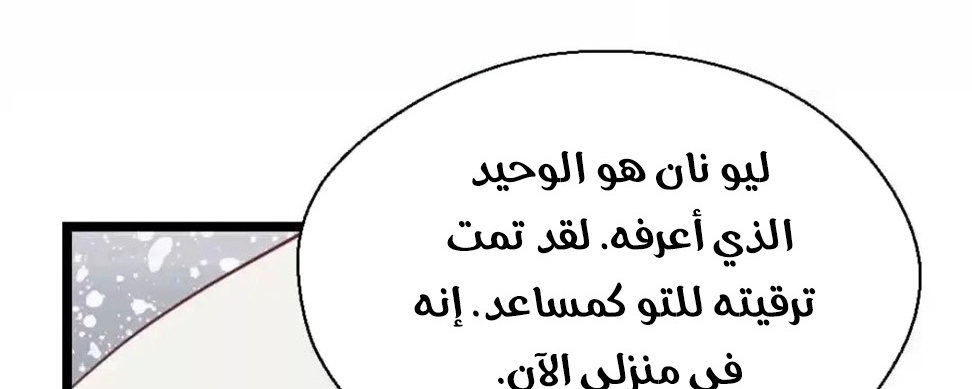 ليو نان هو الوحيد
الذي أعرفه. لقد تمت
ترقيته للتو كمساعد. إنه
في منزلي الآن.